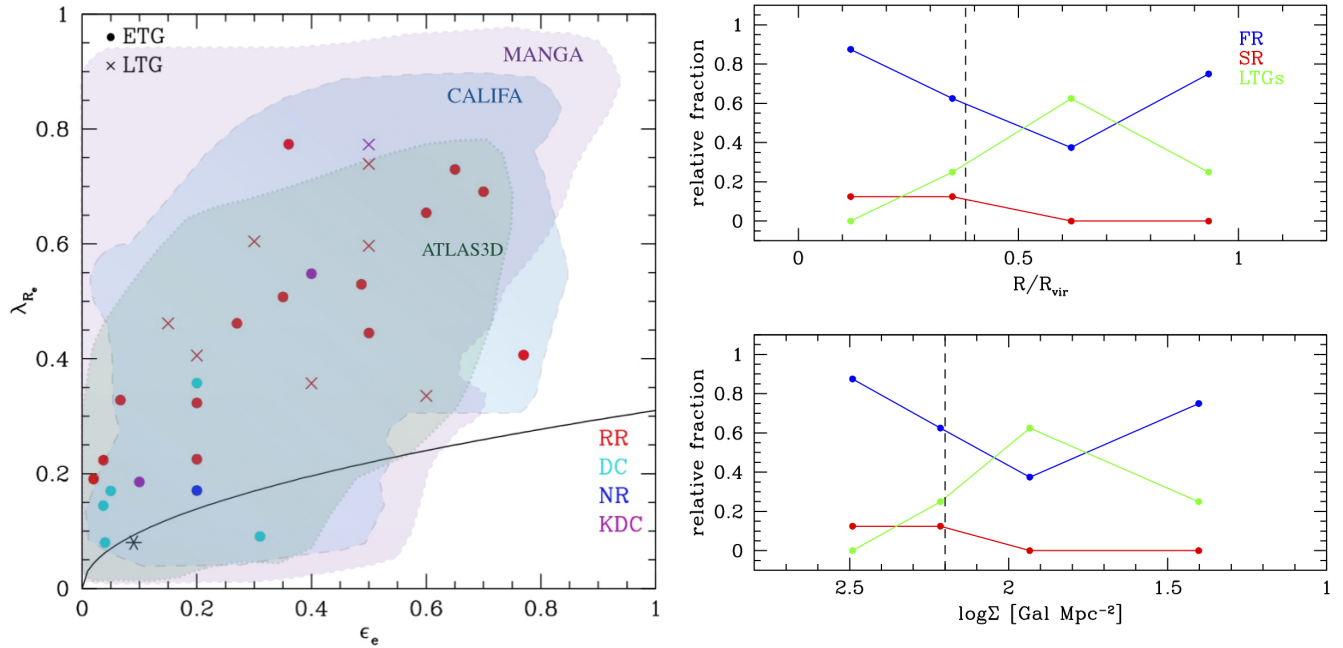 ● ETG
× LTG
MANGA
CALIFA
ATLAS3D
RR
DC
NR
KDC
λ_Re
1
0.8
0.6
0.4
0.2
0
0 0.2 0.4 0.6 0.8 1
ϵ_e
FR
SR
LTGs
relative fraction
1
0.8
0.6
0.4
0.2
0
0 0.5 1
R/R_vir
relative fraction
1
0.8
0.6
0.4
0.2
0
2.5 2 1.5 1
logΣ [Gal Mpc⁻²]